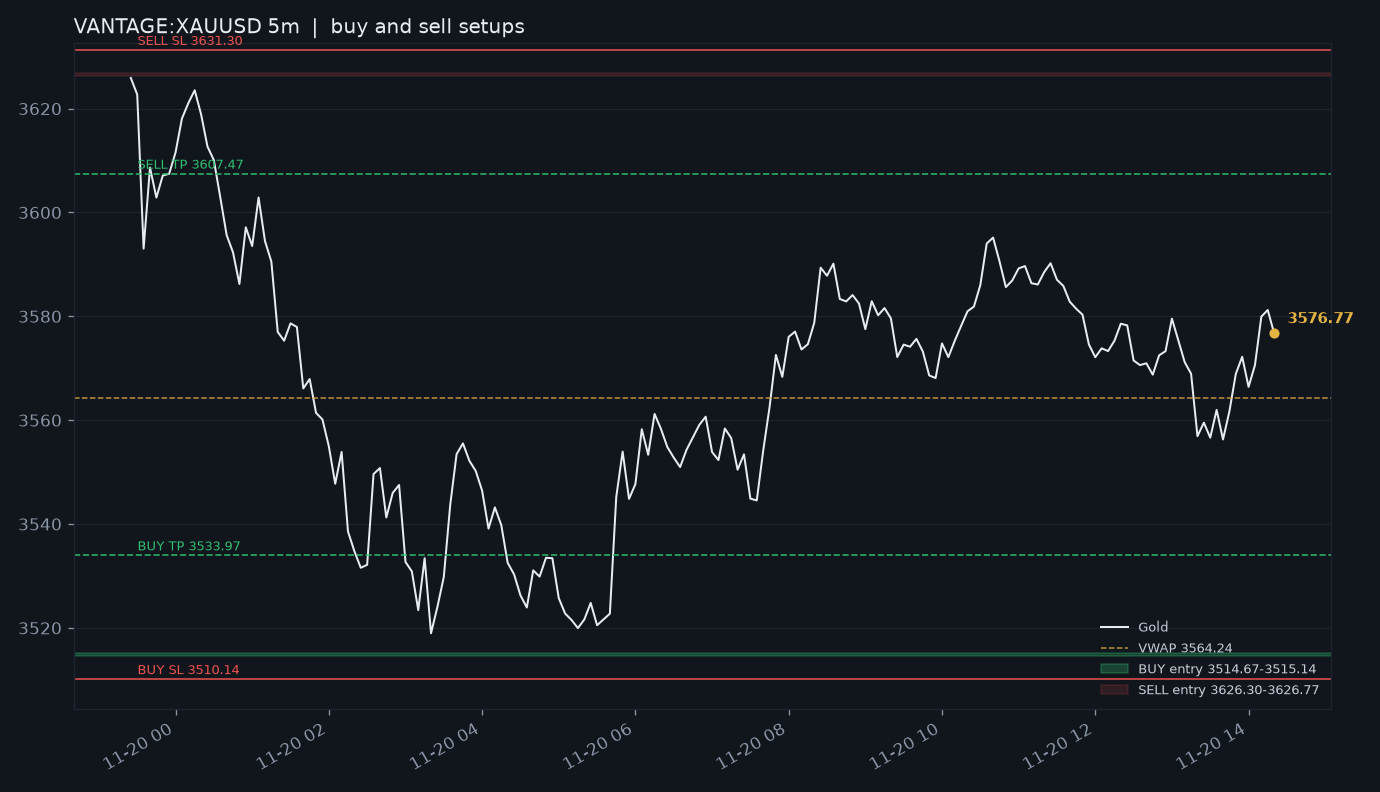 VANTAGE:XAUUSD 5m | buy and sell setups
SELL SL 3631.30
3620
SELL TP 3607.47
3600
3580
3576.77
3560
BUY TP 3533.97
3540
3520
BUY SL 3510.14
Gold
VWAP 3564.24
BUY entry 3514.67-3515.14
SELL entry 3626.30-3626.77
11-20 00
11-20 02
11-20 04
11-20 06
11-20 08
11-20 10
11-20 12
11-20 14